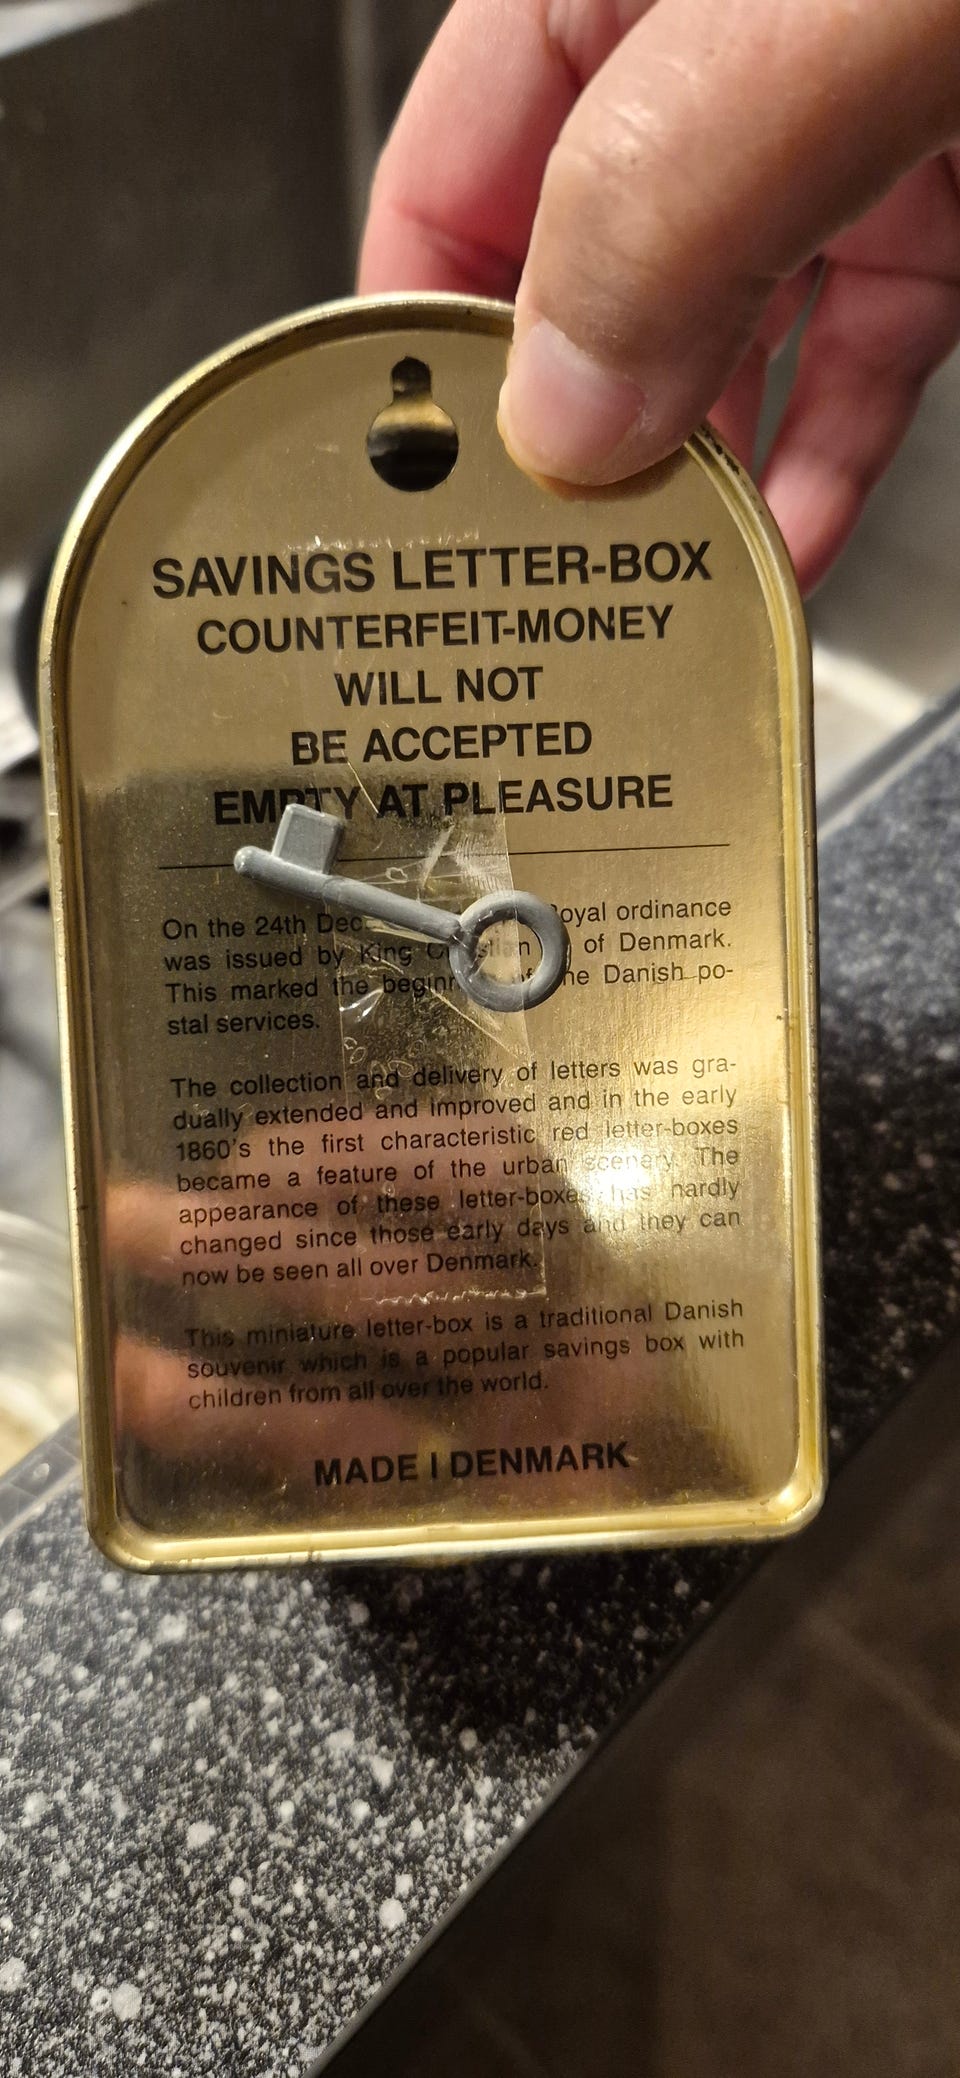 SAVINGS LETTER-BOX
COUNTERFEIT-MONEY
WILL NOT
BE ACCEPTED
EMPTY AT PLEASURE
On the 24th Royal ordinance
was issued by King of Denmark.
This marked the the Danish po-
stal services.
The collection and delivery of letters was gra-
dually extended and improved and in the early
1860's the first characteristic red letter-boxes
became a feature of the urban scenery. The
appearance of these letter-boxes has hardly
changed since those early days and they can
now be seen all over Denmark.
This miniature letter-box is a traditional Danish
souvenir which is a popular savings box with
children from all over the world.
MADE I DENMARK